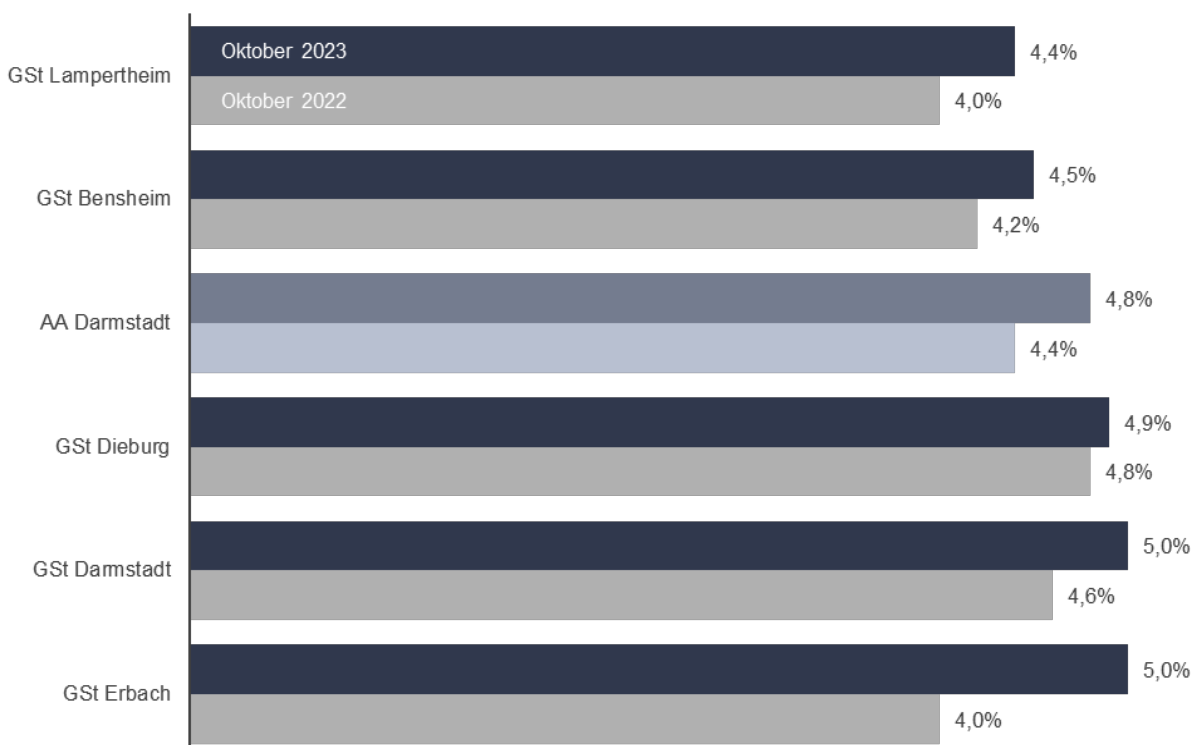 Oktober 2023
4,4%
GSt Lampertheim
Oktober 2022
4,0%
4,5%
GSt Bensheim
4,2%
4,8%
AA Darmstadt
4,4%
4,9%
GSt Dieburg
4,8%
5,0%
GSt Darmstadt
4,6%
5,0%
GSt Erbach
4,0%